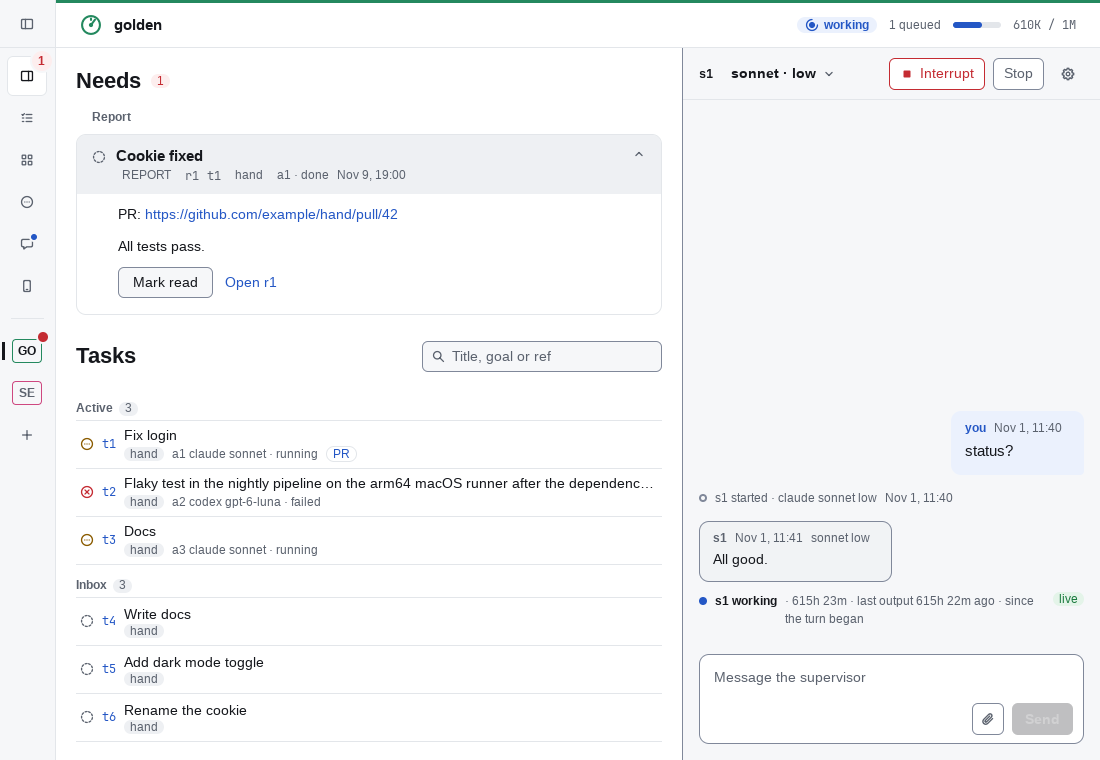 golden
working
1 queued
610K / 1M
1
GO
SE
Needs 1
Report
Cookie fixed
REPORT r1 t1 hand a1 · done Nov 9, 19:00
PR: https://github.com/example/hand/pull/42
All tests pass.
Mark read
Open r1
Tasks
Title, goal or ref
Active 3
t1 Fix login
hand a1 claude sonnet · running PR
t2 Flaky test in the nightly pipeline on the arm64 macOS runner after the dependenc…
hand a2 codex gpt-6-luna · failed
t3 Docs
hand a3 claude sonnet · running
Inbox 3
t4 Write docs
hand
t5 Add dark mode toggle
hand
t6 Rename the cookie
hand
s1 sonnet · low
Interrupt
Stop
you Nov 1, 11:40
status?
s1 started · claude sonnet low Nov 1, 11:40
s1 Nov 1, 11:41 sonnet low
All good.
s1 working · 615h 23m · last output 615h 22m ago · since
the turn began
live
Message the supervisor
Send